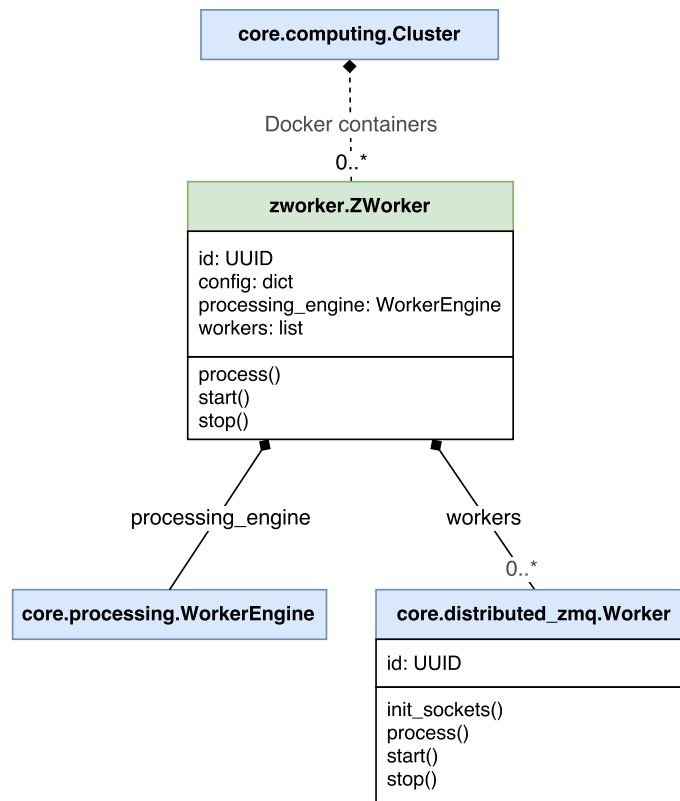 core.computing.Cluster
Docker containers
0..*
zworker.ZWorker
id: UUID
config: dict
processing_engine: WorkerEngine
workers: list
process()
start()
stop()
processing_engine
workers
0..*
core.processing.WorkerEngine
core.distributed_zmq.Worker
id: UUID
init_sockets()
process()
start()
stop()